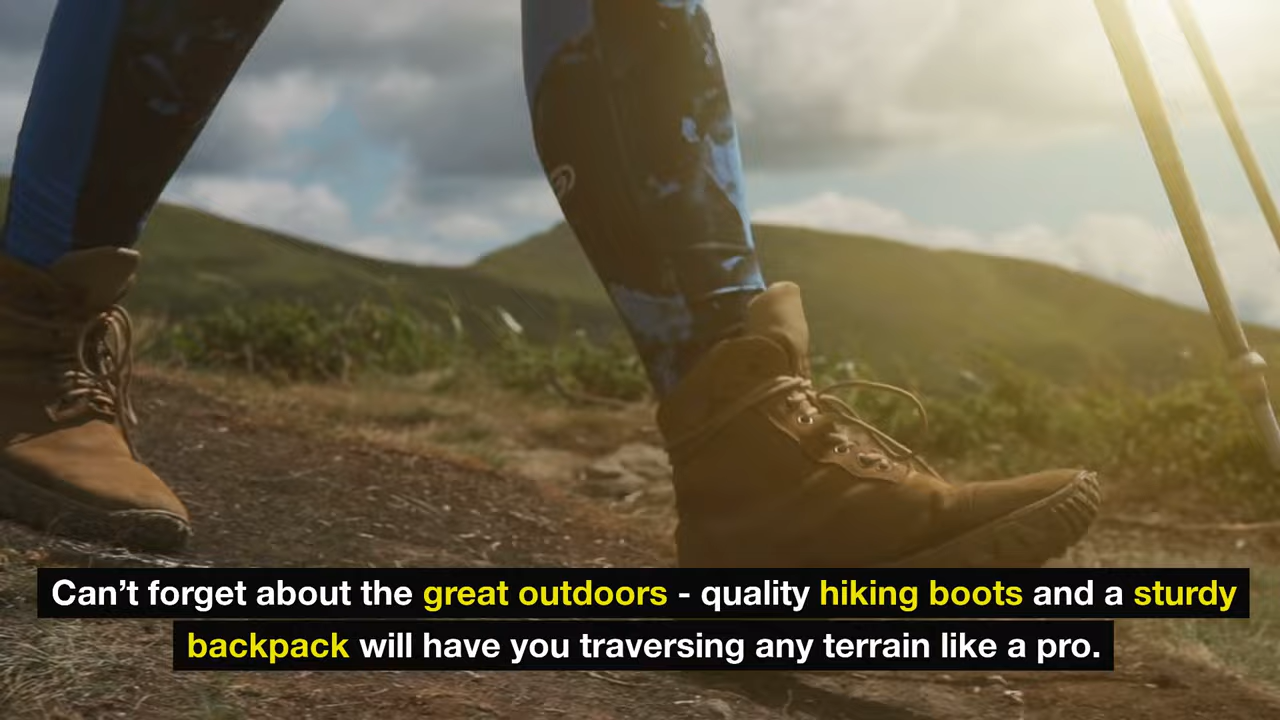 Can’t forget about the great outdoors - quality hiking boots and a sturdy
backpack will have you traversing any terrain like a pro.